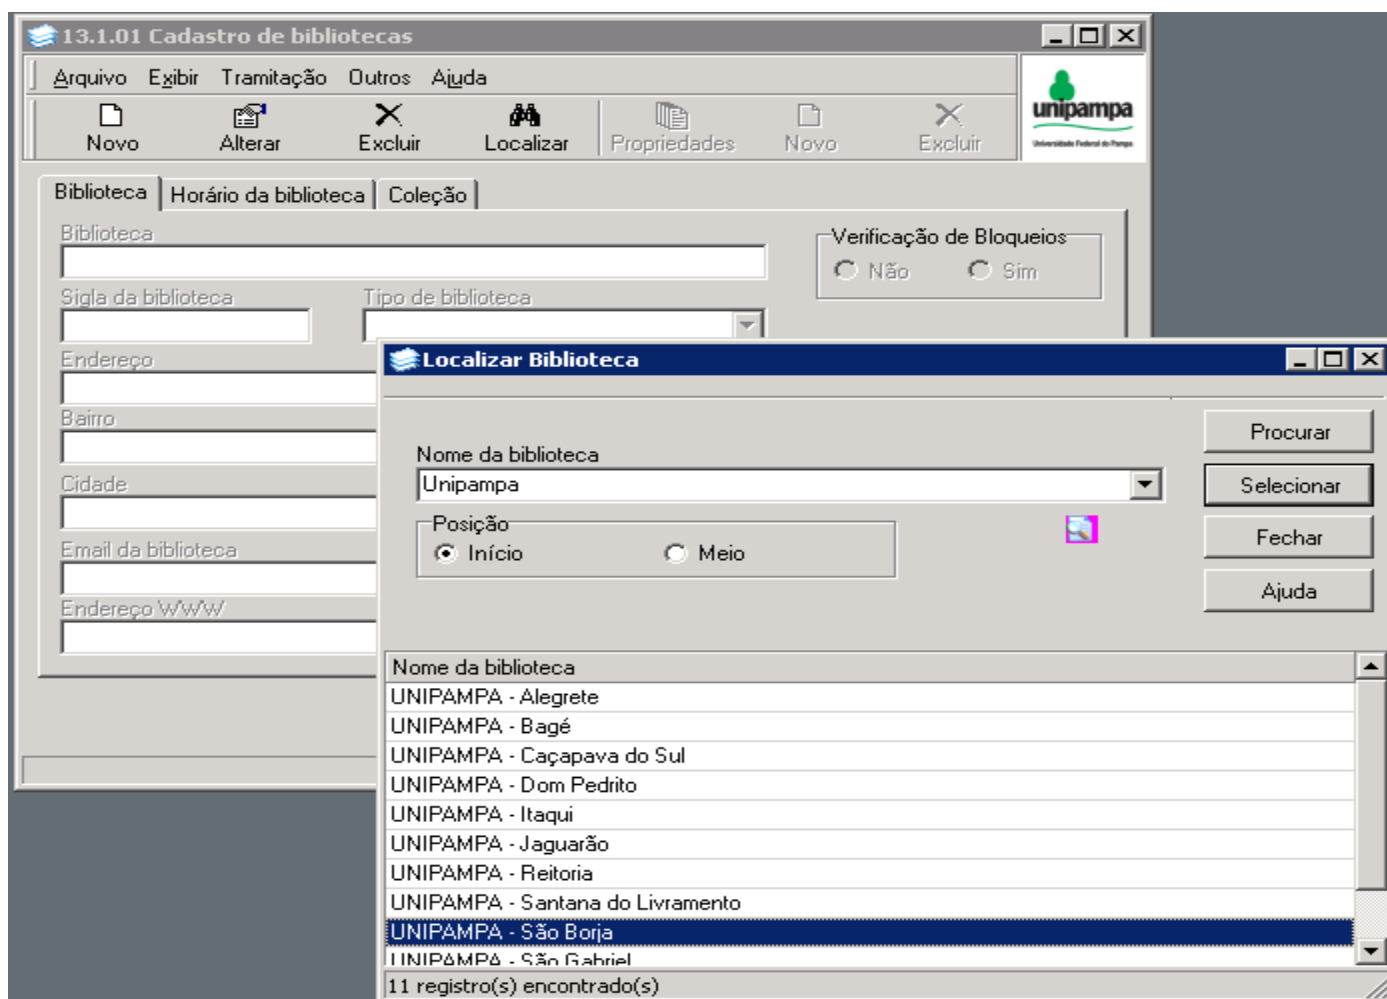 13.1.01 Cadastro de bibliotecas
Arquivo Exibir Tramitação Outros Ajuda
Novo Alterar Excluir Localizar Propriedades Novo Excluir
unipampa
Universidade Federal do Pampa
Biblioteca Horário da biblioteca Coleção
Biblioteca
Verificação de Bloqueios
Não Sim
Sigla da biblioteca Tipo de biblioteca
Endereço
Bairro
Cidade
Email da biblioteca
Endereço WWW
Localizar Biblioteca
Nome da biblioteca
Unipampa
Posição
Início Meio
Procurar
Selecionar
Fechar
Ajuda
Nome da biblioteca
UNIPAMPA - Alegrete
UNIPAMPA - Bagé
UNIPAMPA - Caçapava do Sul
UNIPAMPA - Dom Pedrito
UNIPAMPA - Itaqui
UNIPAMPA - Jaguarão
UNIPAMPA - Reitoria
UNIPAMPA - Santana do Livramento
UNIPAMPA - São Borja
UNIPAMPA - São Gabriel
11 registro(s) encontrado(s)